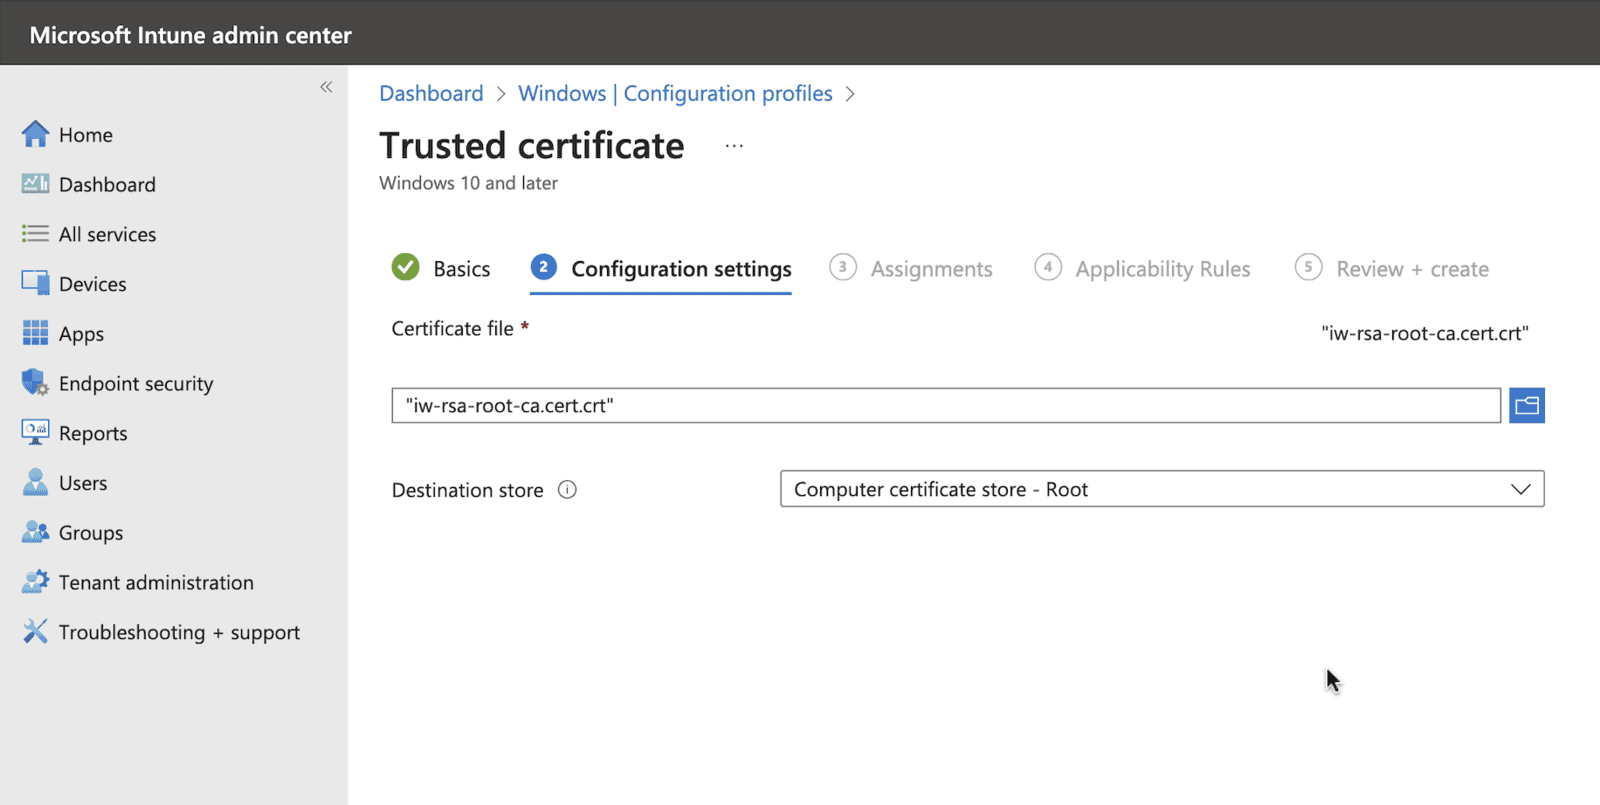 Microsoft Intune admin center
«
Home
Dashboard
All services
Devices
Apps
Endpoint security
Reports
Users
Groups
Tenant administration
Troubleshooting + support
Dashboard > Windows | Configuration profiles >
Trusted certificate ...
Windows 10 and later
Basics 2 Configuration settings 3 Assignments 4 Applicability Rules 5 Review + create
Certificate file * "iw-rsa-root-ca.cert.crt"
"iw-rsa-root-ca.cert.crt"
Destination store i Computer certificate store - Root